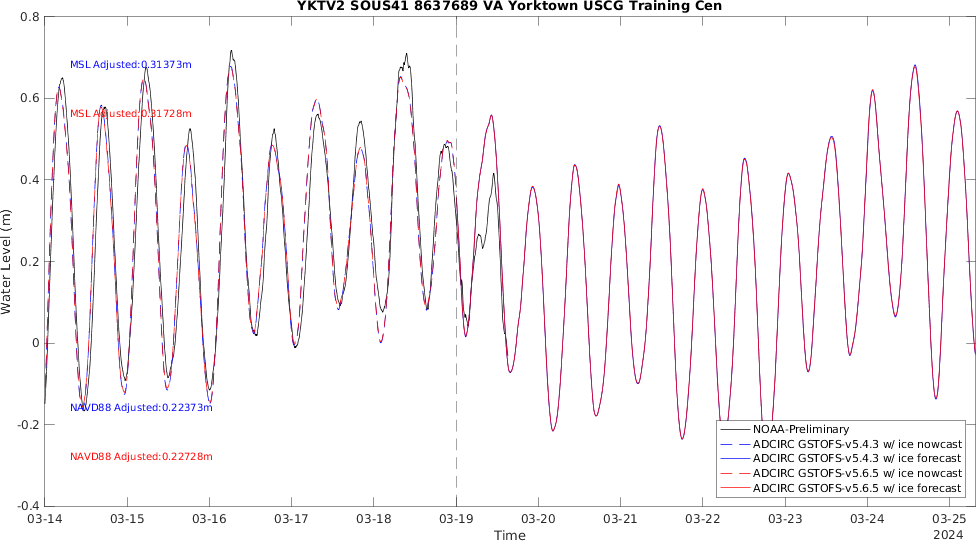 YKTV2 SOUS41 8637689 VA Yorktown USCG Training Cen
0.8
0.6
0.4
0.2
0
-0.2
-0.4
Water Level (m)
MSL Adjusted:0.31373m
MSL Adjusted:0.31728m
NAVD88 Adjusted:0.22373m
NAVD88 Adjusted:0.22728m
NOAA-Preliminary
ADCIRC GSTOFS-v5.4.3 w/ ice nowcast
ADCIRC GSTOFS-v5.4.3 w/ ice forecast
ADCIRC GSTOFS-v5.6.5 w/ ice nowcast
ADCIRC GSTOFS-v5.6.5 w/ ice forecast
03-14 03-15 03-16 03-17 03-18 03-19 03-20 03-21 03-22 03-23 03-24 03-25
2024
Time